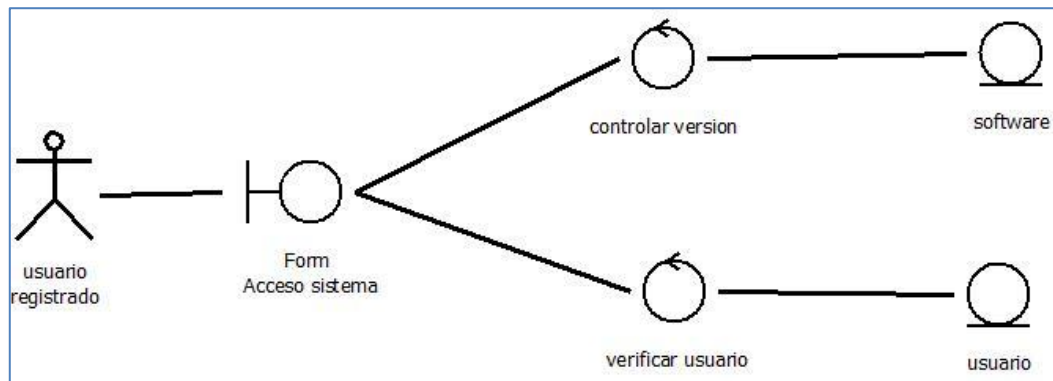 controlar version
software
usuario
registrado
Form
Acceso sistema
verificar usuario
usuario